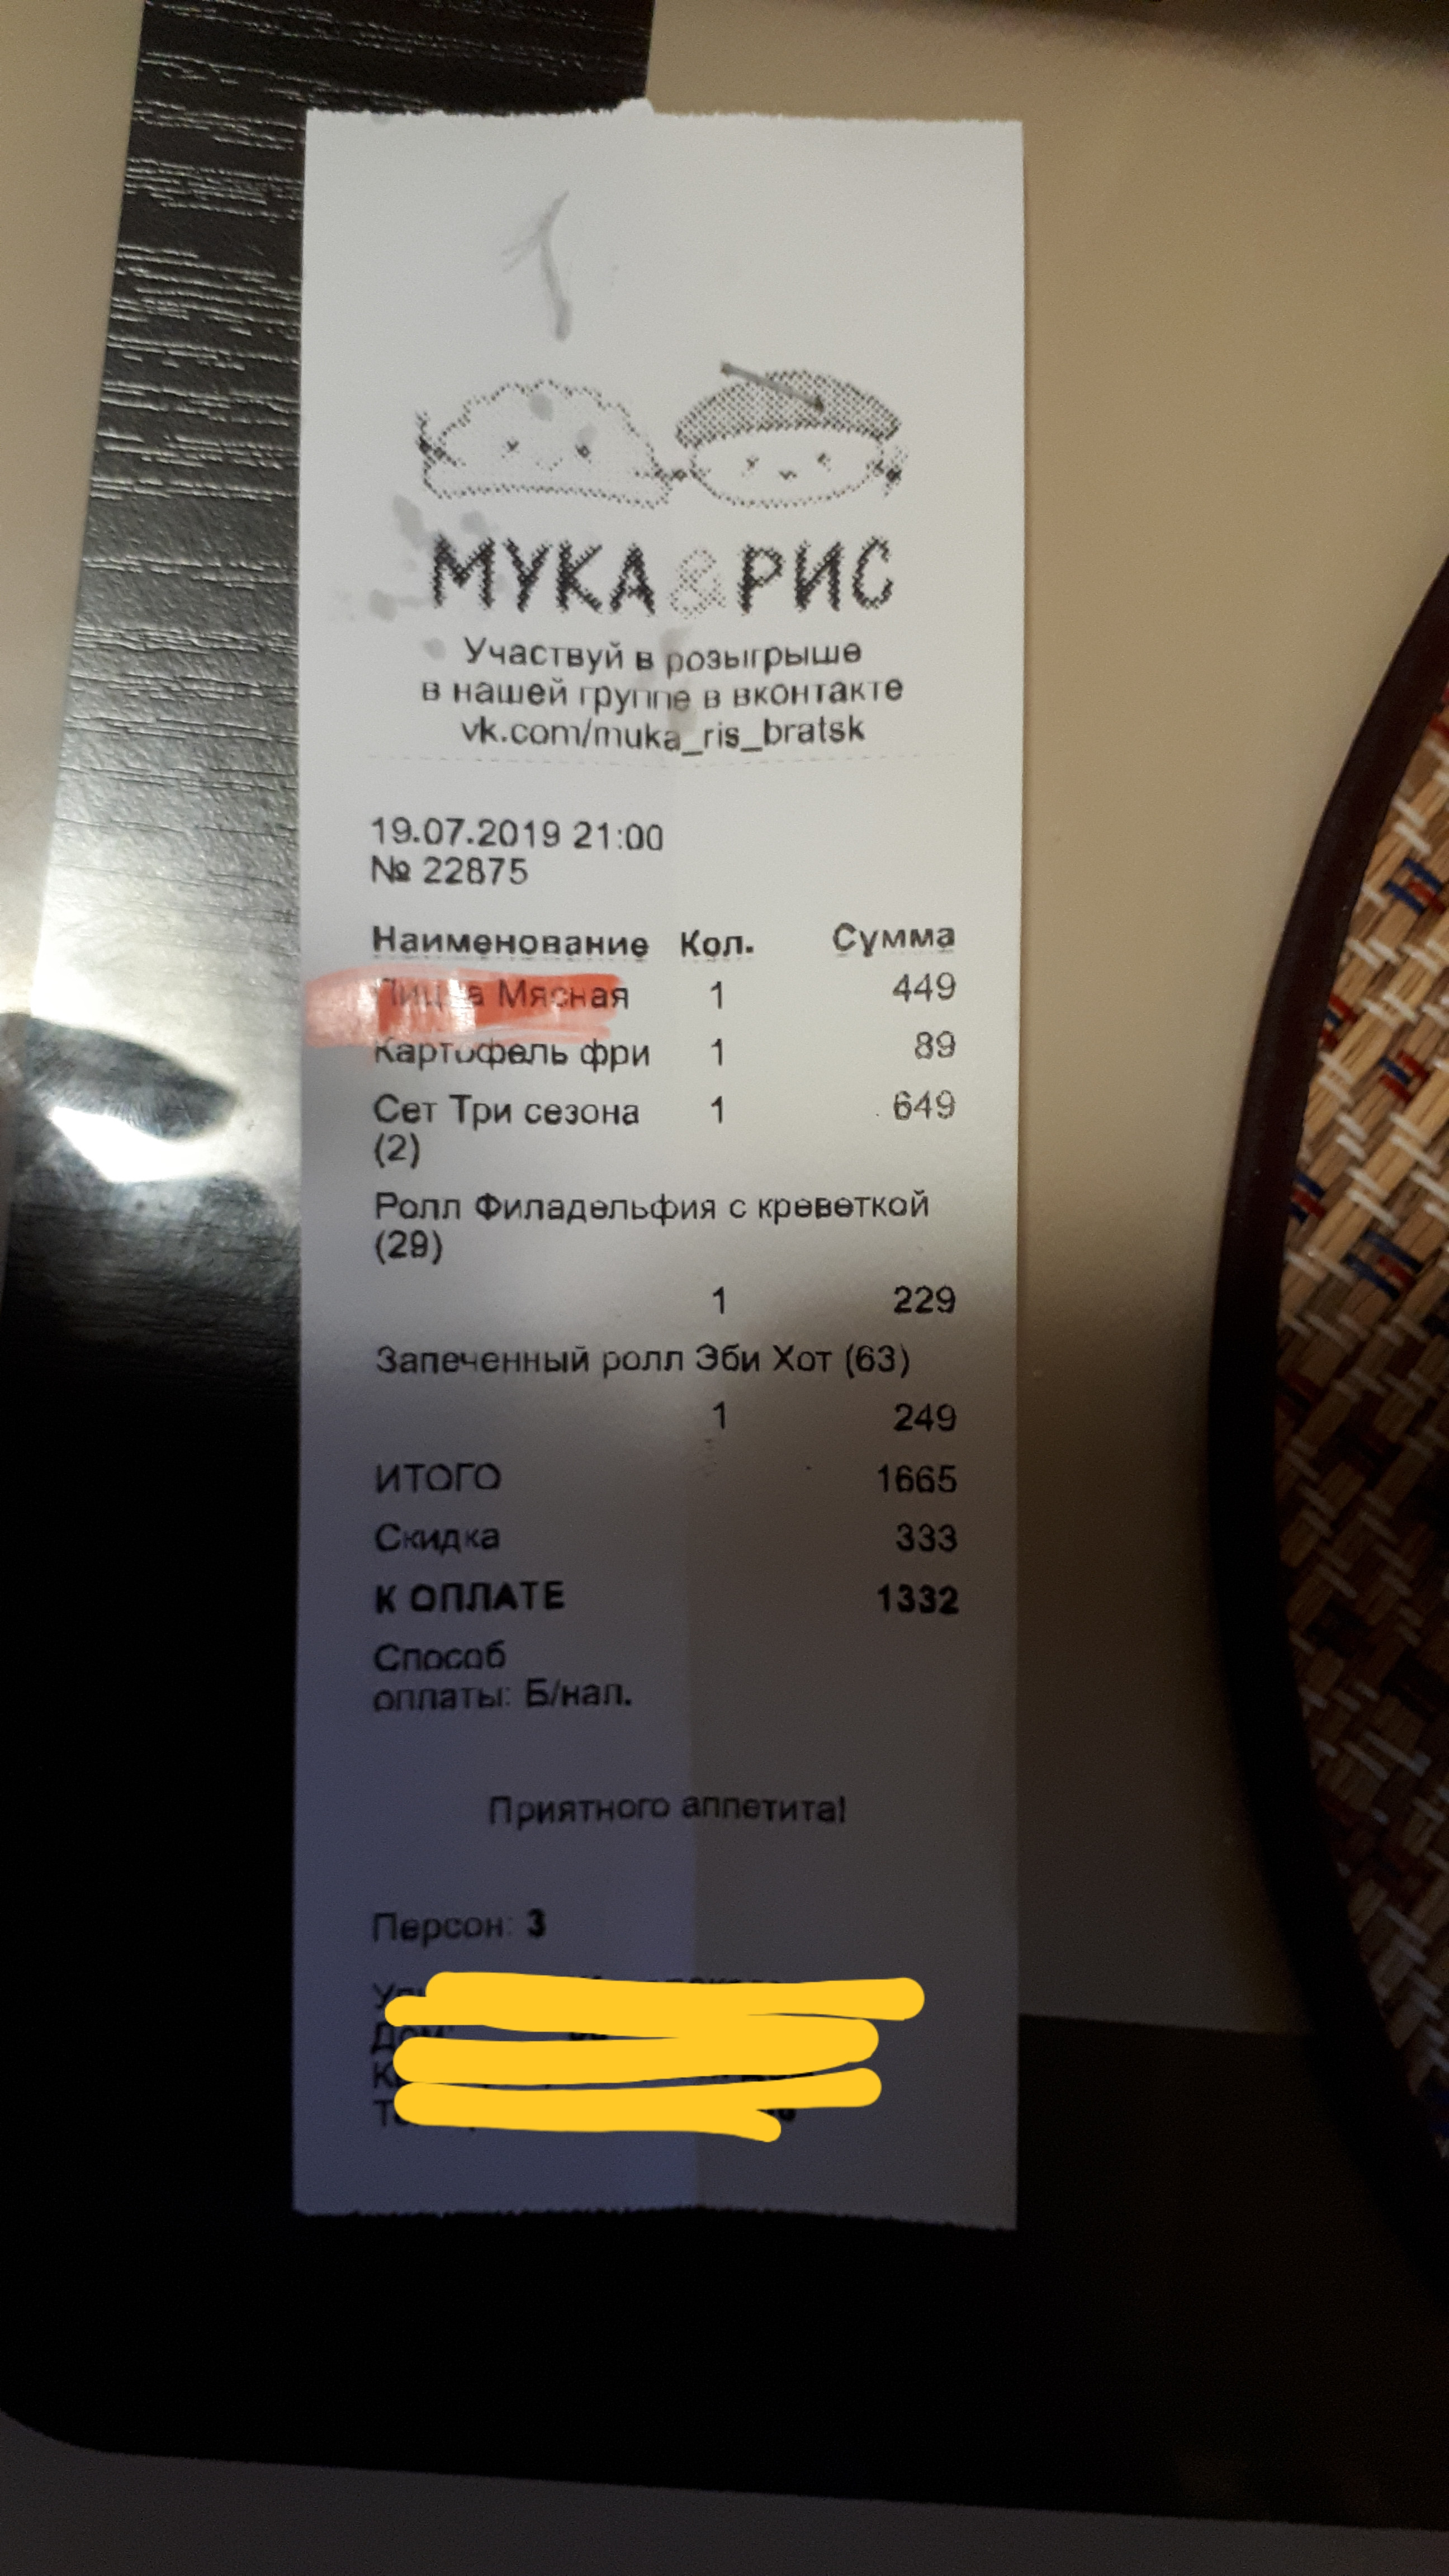 МУКА & РИС
Участвуй в розыгрыше
в нашей группе в вконтакте
vk.com/muka_ris_bratsk
19.07.2019 21:00
№ 22875
Наименование Кол. Сумма
Пицца Мясная 1 449
Картофель фри 1 89
Сет Три сезона 1 649
(2)
Ролл Филадельфия с креветкой
(29)
1 229
Запеченный ролл Эби Хот (63)
1 249
ИТОГО 1665
Скидка 333
К ОПЛАТЕ 1332
Способ
оплаты: Б/нал.
Приятного аппетита!
Персон: 3